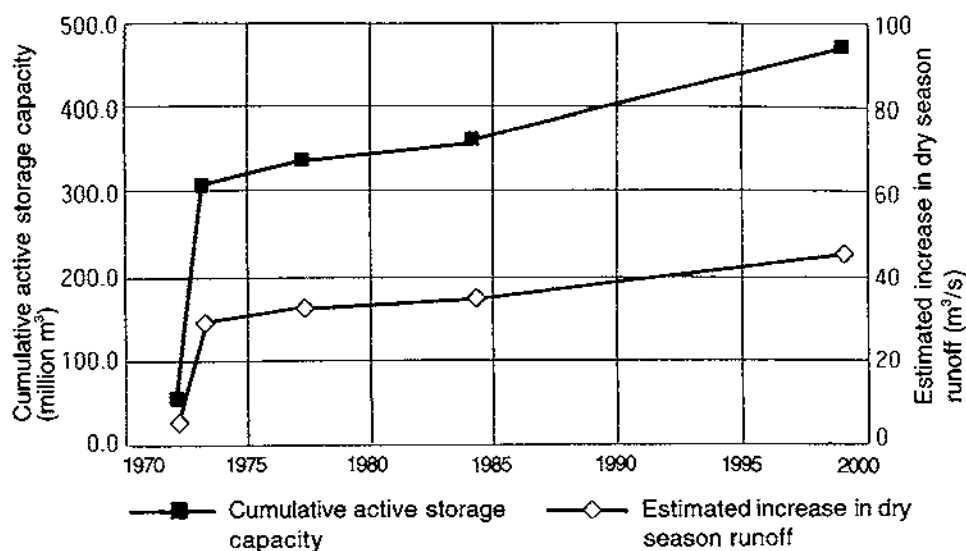 Cumulative active storage capacity
(million m³)
500.0
400.0
300.0
200.0
100.0
0.0
100
80
60
40
20
0
Estimated increase in dry season
runoff (m³/s)
1970 1975 1980 1985 1990 1995 2000
Cumulative active storage
capacity
Estimated increase in dry
season runoff